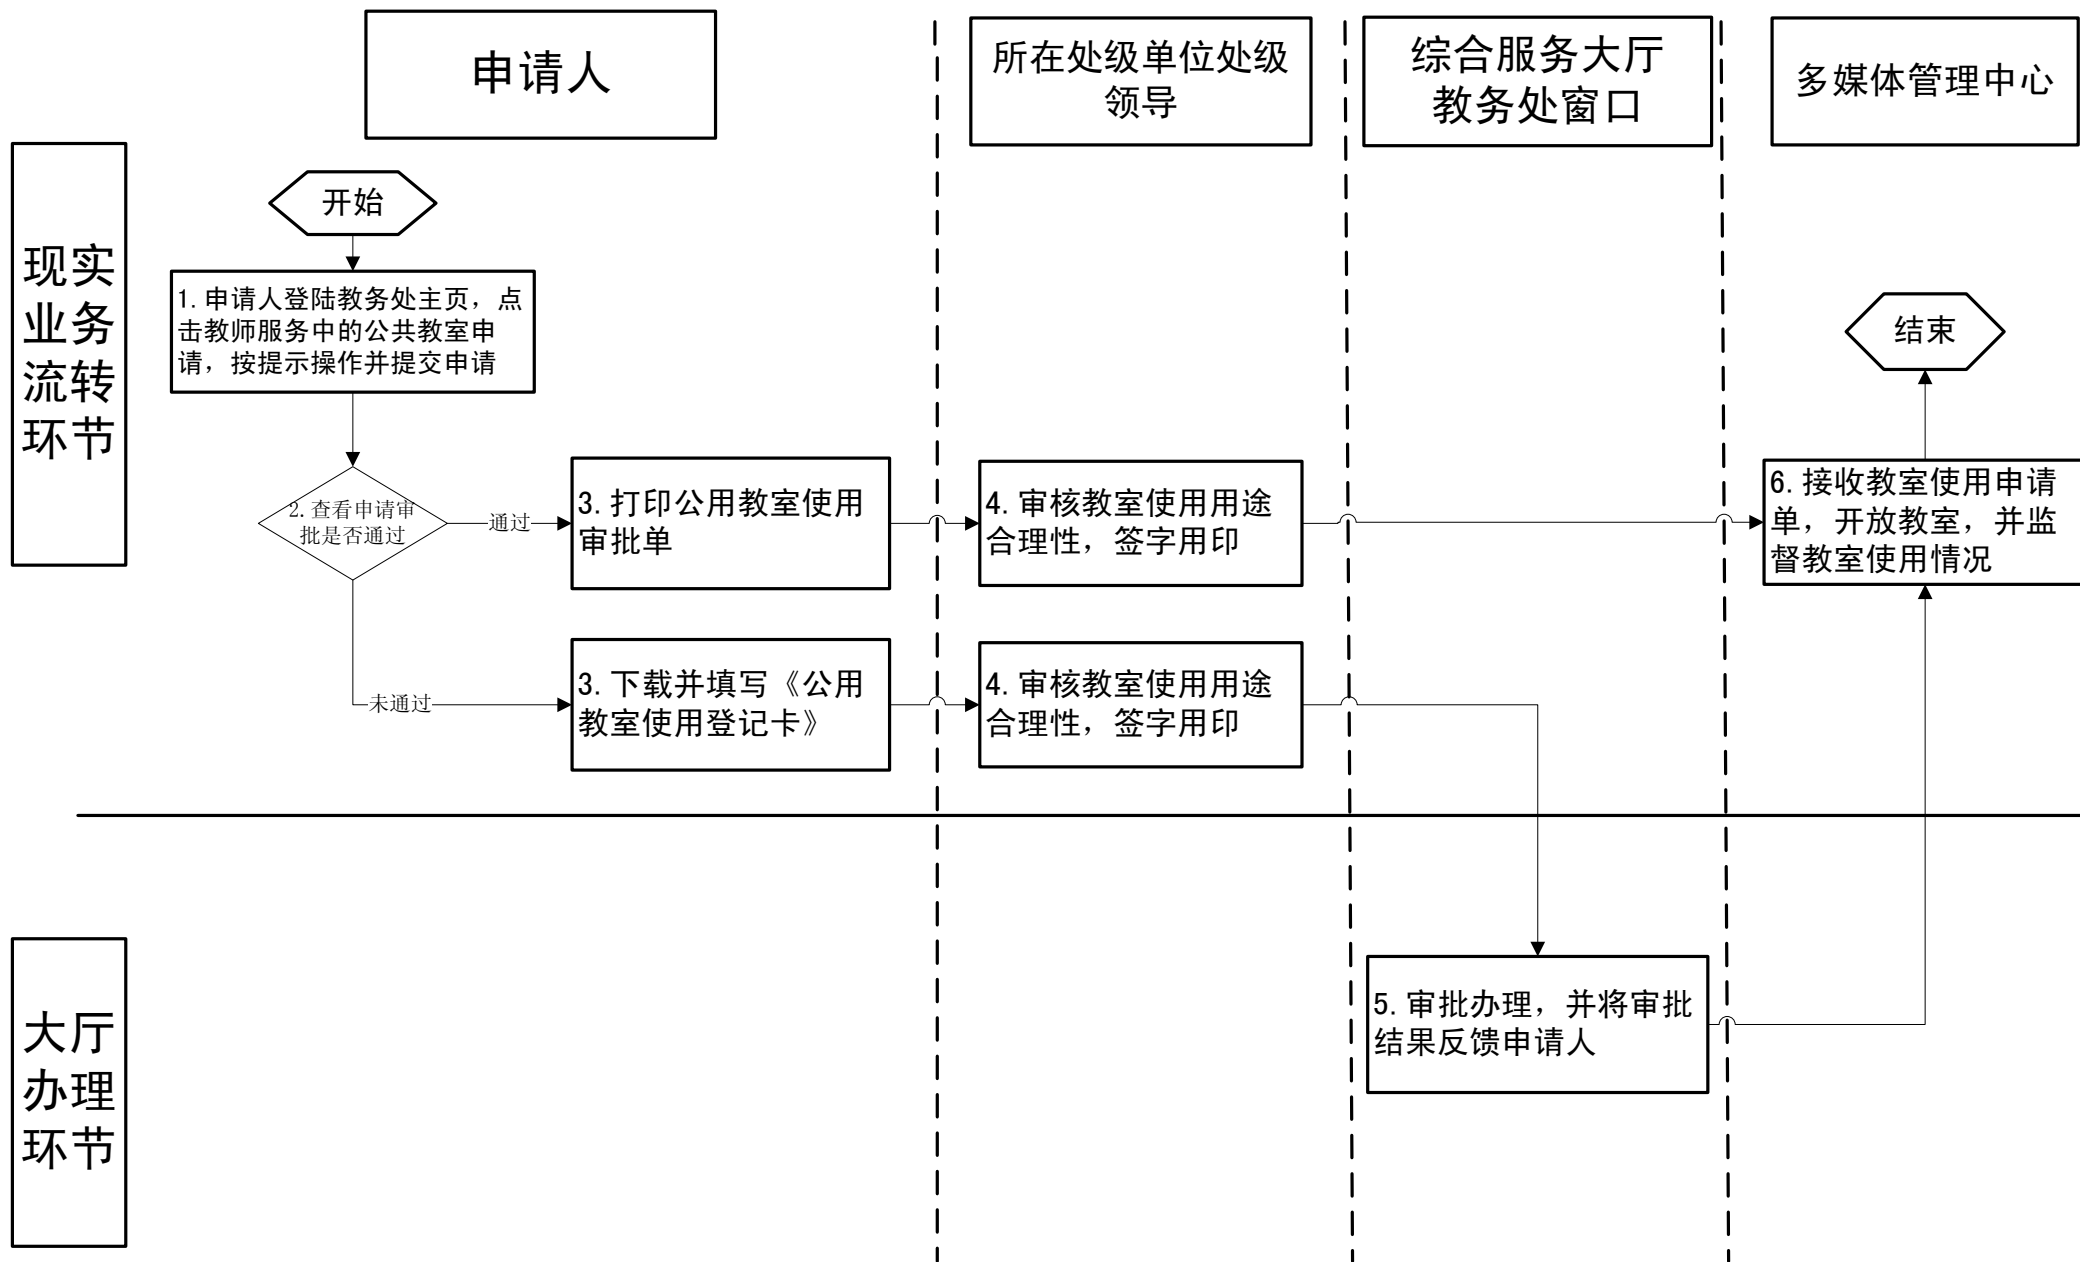 申请人
所在处级单位处级
领导
综合服务大厅
教务处窗口
多媒体管理中心
现实
业务
流转
环节
开始
1.申请人登陆教务处主页，点
击教师服务中的公共教室申
请，按提示操作并提交申请
结束
2.查看申请审
批是否通过
通过
3.打印公用教室使用
审批单
4.审核教室使用用途
合理性，签字用印
6.接收教室使用申请
单，开放教室，并监
督教室使用情况
未通过
3.下载并填写《公用
教室使用登记卡》
4.审核教室使用用途
合理性，签字用印
大厅
办理
环节
5.审批办理，并将审批
结果反馈申请人